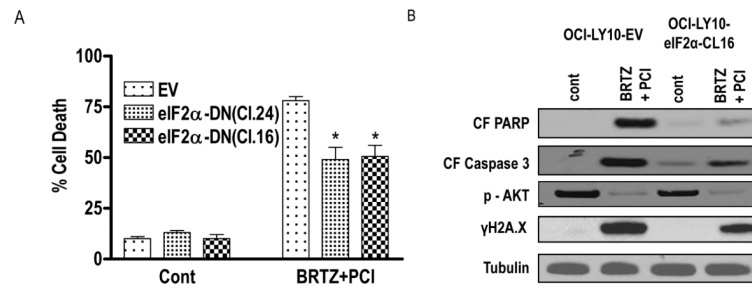 A
% Cell Death
100
75
50
25
0
EV
eIF2α-DN(Cl.24)
eIF2α-DN(Cl.16)
* *
Cont BRTZ+PCI
B
OCI-LY10-EV
OCI-LY10-
eIF2α-CL16
cont
BRTZ
+ PCI
cont
BRTZ
+ PCI
CF PARP
CF Caspase 3
p - AKT
γH2A.X
Tubulin